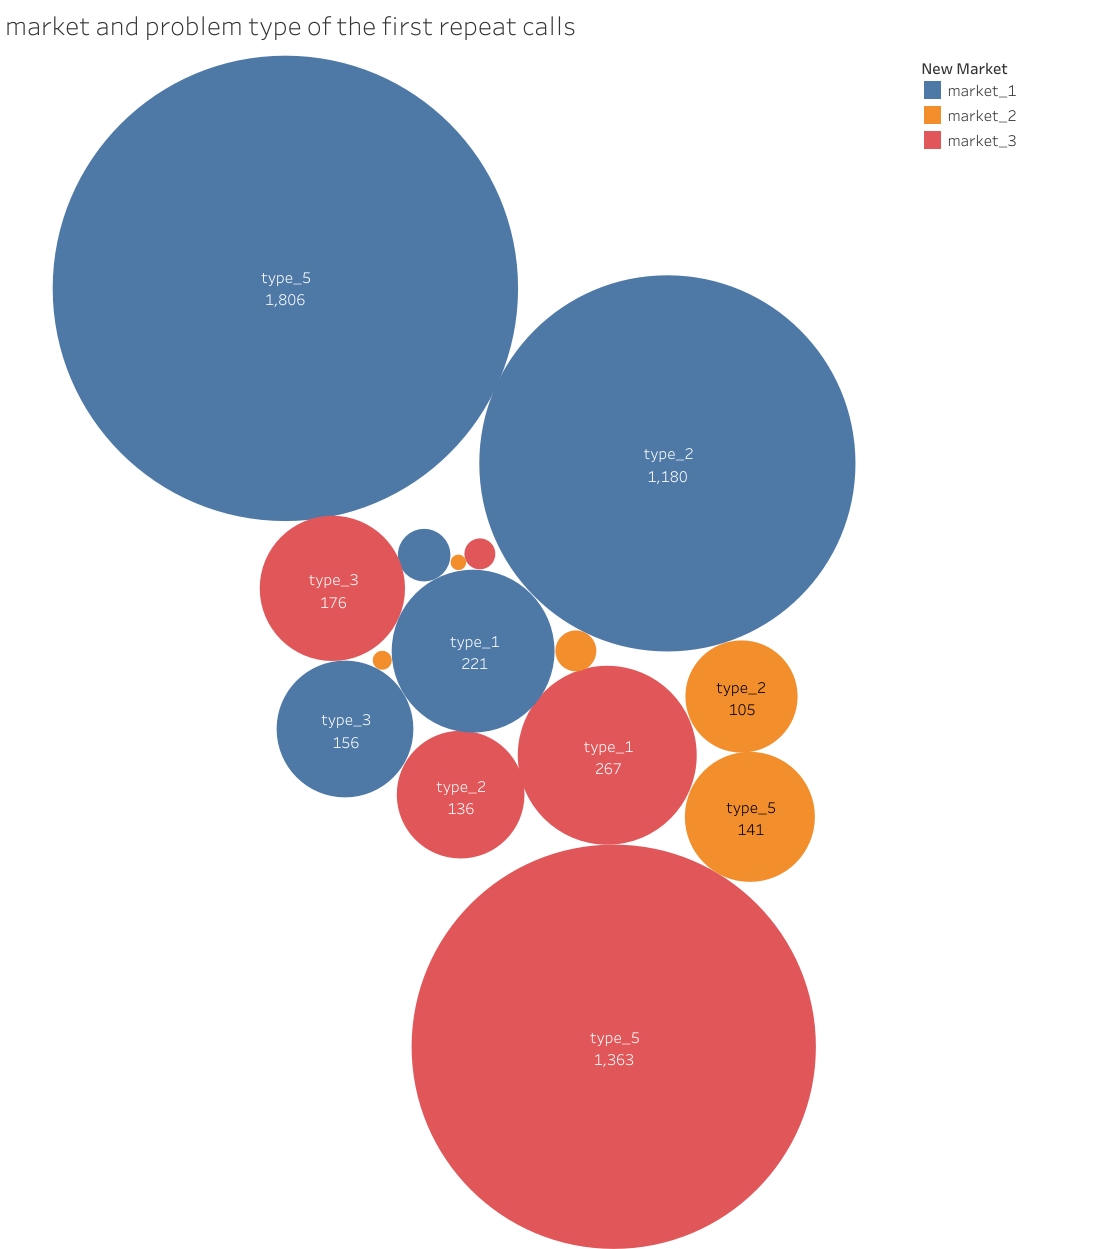 market and problem type of the first repeat calls
New Market
market_1
market_2
market_3
type_5
1,806
type_2
1,180
type_3
176
type_1
221
type_2
105
type_3
156
type_1
267
type_2
136
type_5
141
type_5
1,363